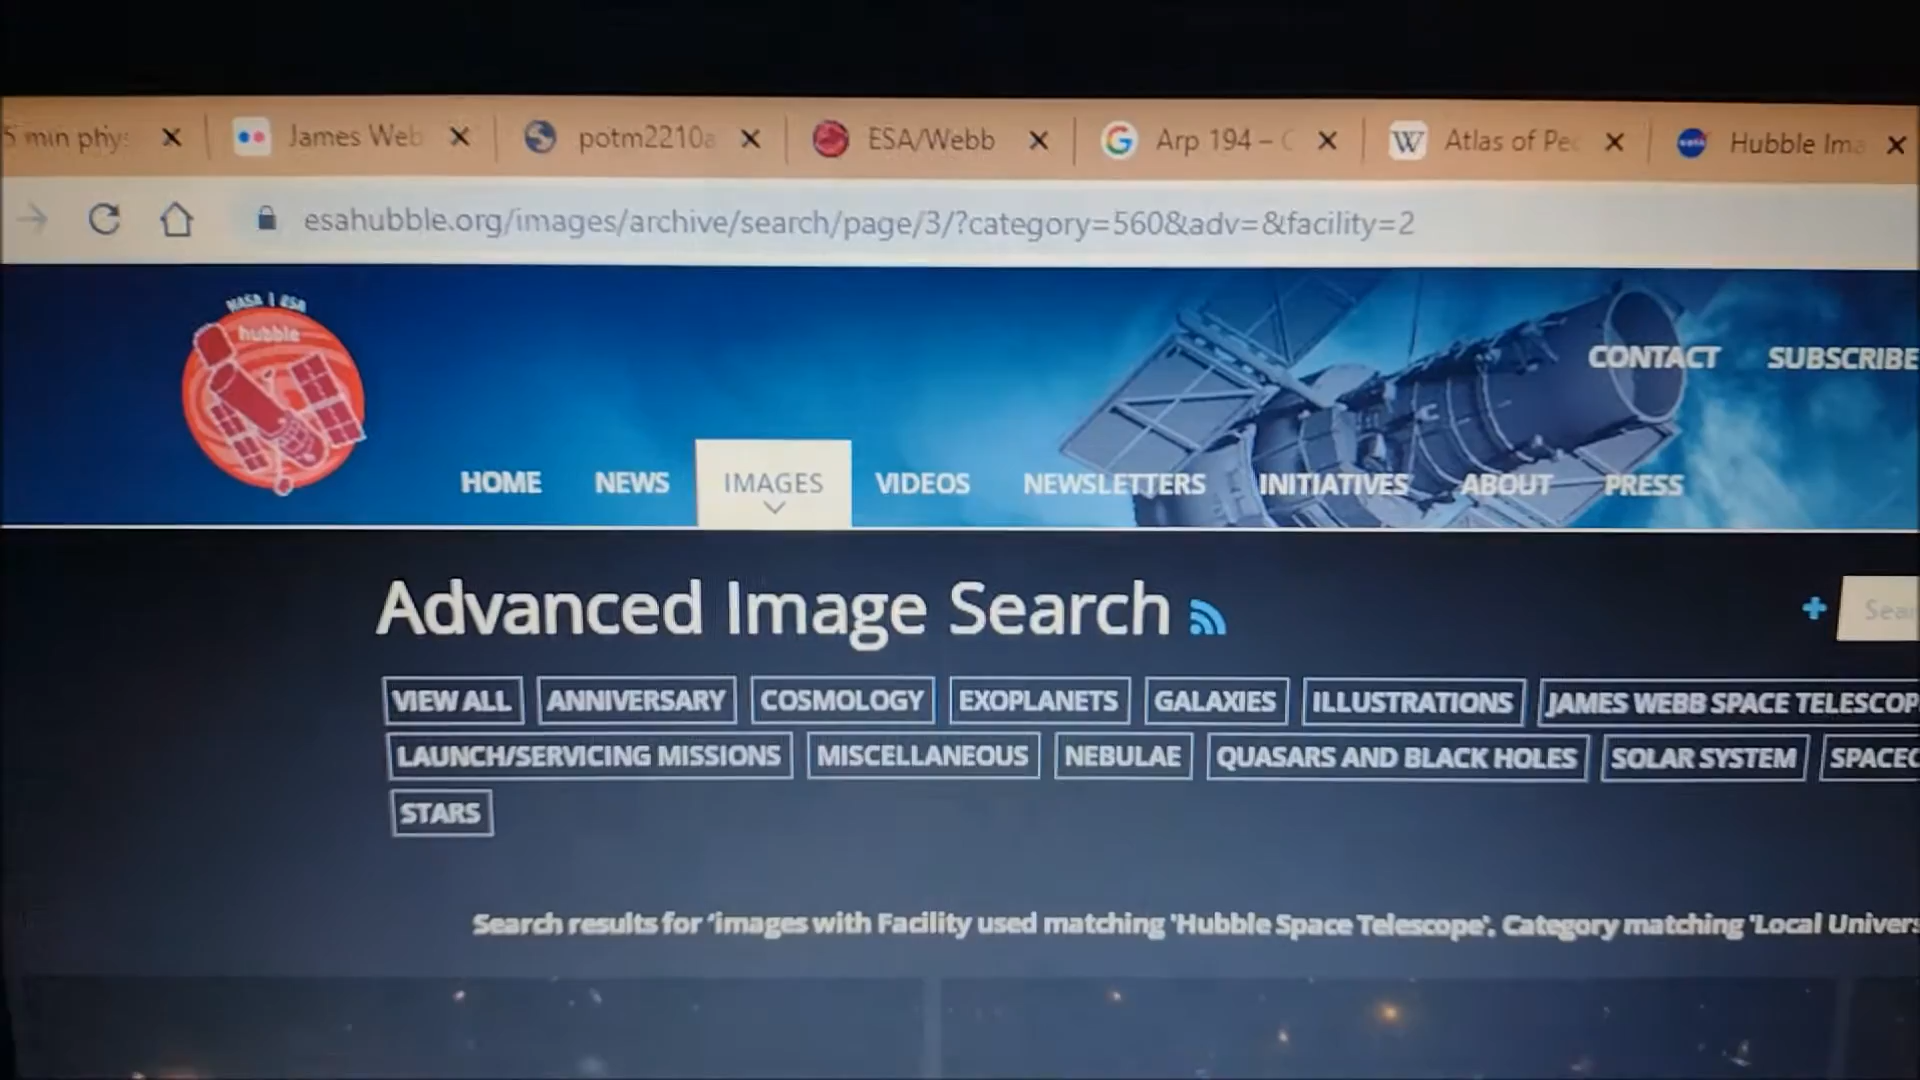 5 min phy
James Web
potm2210a
ESA/Webb
Arp 194 –
Atlas of Pec
Hubble Ima
esahubble.org/images/archive/search/page/3/?category=560&adv=&facility=2
NASA | esa
hubble
CONTACT SUBSCRIBE
HOME NEWS IMAGES VIDEOS NEWSLETTERS INITIATIVES ABOUT PRESS
Advanced Image Search
Sear
VIEW ALL ANNIVERSARY COSMOLOGY EXOPLANETS GALAXIES ILLUSTRATIONS JAMES WEBB SPACE TELESCOP
LAUNCH/SERVICING MISSIONS MISCELLANEOUS NEBULAE QUASARS AND BLACK HOLES SOLAR SYSTEM SPACEC
STARS
Search results for 'images with Facility used matching 'Hubble Space Telescope'. Category matching 'Local Univers